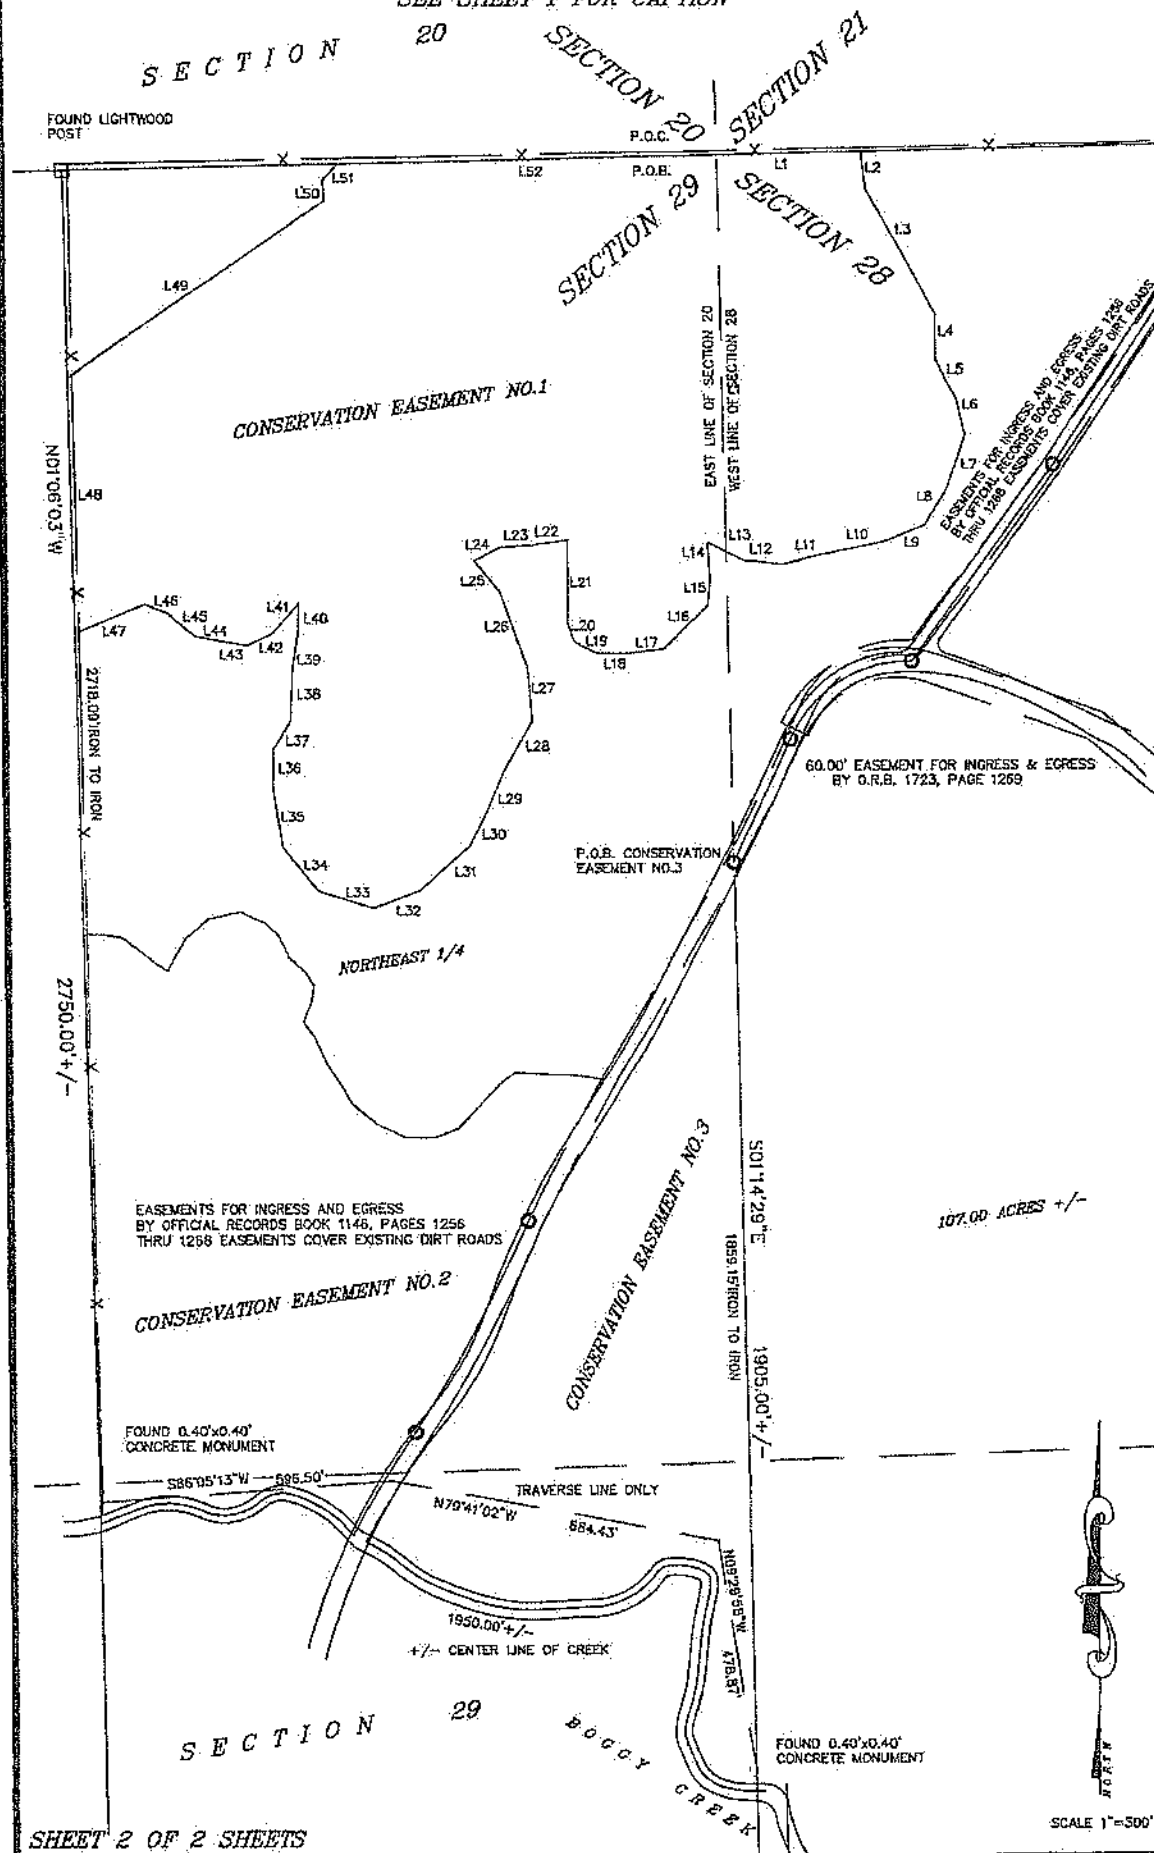 SEE SHEET 1 FOR CAPTION
SECTION 20
SECTION 20
SECTION 21
FOUND LIGHTWOOD
POST
P.O.C.
P.O.B.
L1
L2
L51
L50
L52
SECTION 29
SECTION 28
L3
L49
L4
L5
L6
L7
L8
L9
L10
L11
L12
L13
L14
L15
L16
L17
L18
L19
L20
L21
L22
L23
L24
L25
L26
L27
L28
L29
L30
L31
L32
L33
L34
L35
L36
L37
L38
L39
L40
L41
L42
L43
L44
L45
L46
L47
L48
EAST LINE OF SECTION 20
WEST LINE OF SECTION 28
EASEMENTS FOR INGRESS AND EGRESS
BY OFFICIAL RECORDS BOOK 1146, PAGES 1256
THRU 1268 EASEMENTS COVER EXISTING DIRT ROADS
CONSERVATION EASEMENT NO.1
N01°06'03"W
2718.09' IRON TO IRON
2750.00'+/-
60.00' EASEMENT FOR INGRESS & EGRESS
BY O.R.B. 1723, PAGE 1269
P.O.B. CONSERVATION
EASEMENT NO.3
NORTHEAST 1/4
CONSERVATION EASEMENT NO.3
S01°14'29"E
1859.15' IRON TO IRON
1905.00'+/-
107.00 ACRES +/-
EASEMENTS FOR INGRESS AND EGRESS
BY OFFICIAL RECORDS BOOK 1146, PAGES 1256
THRU 1268 EASEMENTS COVER EXISTING DIRT ROADS
CONSERVATION EASEMENT NO.2
FOUND 0.40'x0.40'
CONCRETE MONUMENT
S86°05'13"W 596.50'
TRAVERSE LINE ONLY
N79°41'02"W 684.43'
N09°29'59"W 478.87'
1950.00'+/-
+/- CENTER LINE OF CREEK
SECTION 29
BOGGY CREEK
FOUND 0.40'x0.40'
CONCRETE MONUMENT
NORTH
SCALE 1"=300'
SHEET 2 OF 2 SHEETS